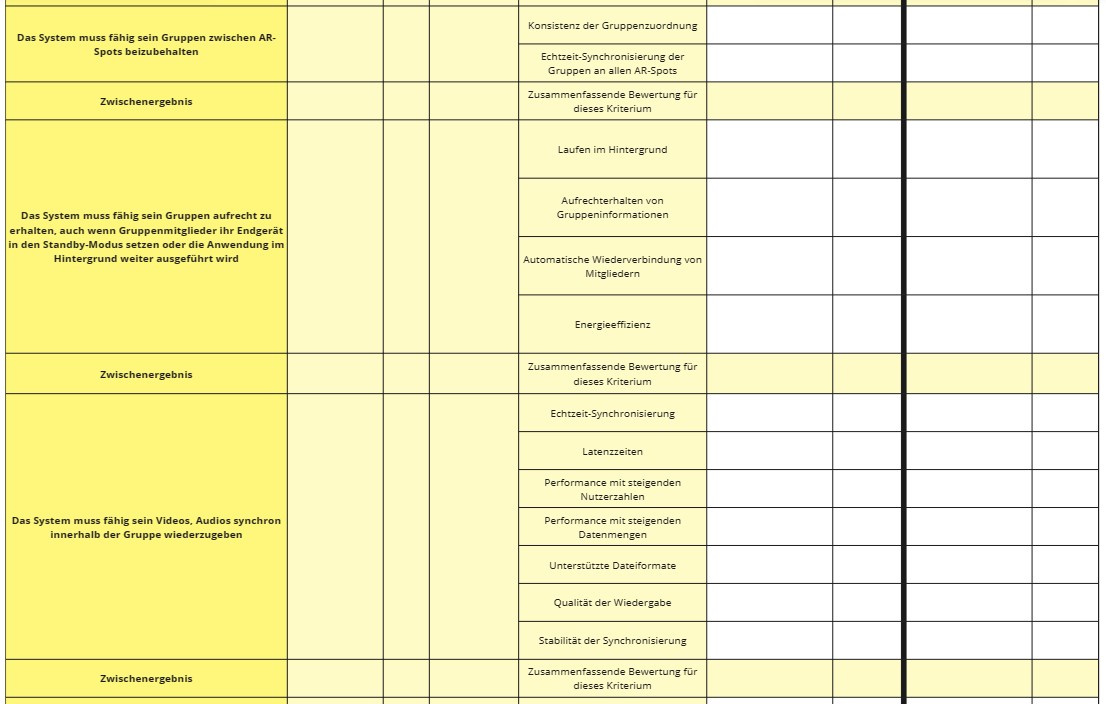 Das System muss fähig sein Gruppen zwischen AR-
Spots beizubehalten
Konsistenz der Gruppenzuordnung
Echtzeit-Synchronisierung der
Gruppen an allen AR-Spots
Zwischenergebnis
Zusammenfassende Bewertung für
dieses Kriterium
Das System muss fähig sein Gruppen aufrecht zu
erhalten, auch wenn Gruppenmitglieder ihr Endgerät
in den Standby-Modus setzen oder die Anwendung im
Hintergrund weiter ausgeführt wird
Laufen im Hintergrund
Aufrechterhalten von
Gruppeninformationen
Automatische Wiederverbindung von
Mitgliedern
Energieeffizienz
Zwischenergebnis
Zusammenfassende Bewertung für
dieses Kriterium
Das System muss fähig sein Videos, Audios synchron
innerhalb der Gruppe wiederzugeben
Echtzeit-Synchronisierung
Latenzzeiten
Performance mit steigenden
Nutzerzahlen
Performance mit steigenden
Datenmengen
Unterstützte Dateiformate
Qualität der Wiedergabe
Stabilität der Synchronisierung
Zwischenergebnis
Zusammenfassende Bewertung für
dieses Kriterium